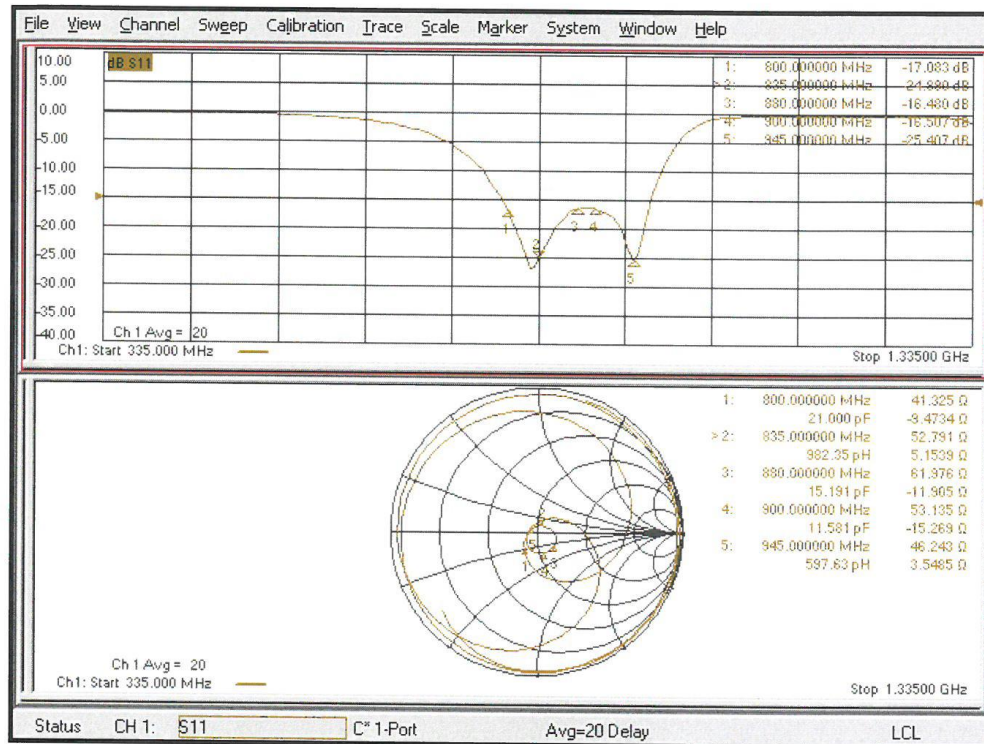 File View Channel Sweep Calibration Trace Scale Marker System Window Help
dB S11
10.00
5.00
0.00
-5.00
-10.00
-15.00
-20.00
-25.00
-30.00
-35.00
-40.00
1: 800.000000 MHz -17.083 dB
>2: 835.000000 MHz -24.880 dB
3: 880.000000 MHz -16.480 dB
4: 900.000000 MHz -16.507 dB
5: 945.000000 MHz -25.407 dB
1
2
3
4
5
Ch 1 Avg = 20
Ch1: Start 335.000 MHz
Stop 1.33500 GHz
1: 800.000000 MHz 41.325 Ω
21.000 pF -9.4734 Ω
>2: 835.000000 MHz 52.791 Ω
982.35 pH 5.1539 Ω
3: 880.000000 MHz 61.976 Ω
15.191 pF -11.905 Ω
4: 900.000000 MHz 53.135 Ω
11.581 pF -15.269 Ω
5: 945.000000 MHz 46.243 Ω
597.63 pH 3.5485 Ω
5
1
3
4
Ch 1 Avg = 20
Ch1: Start 335.000 MHz
Stop 1.33500 GHz
Status CH 1: S11 C* 1-Port Avg=20 Delay LCL